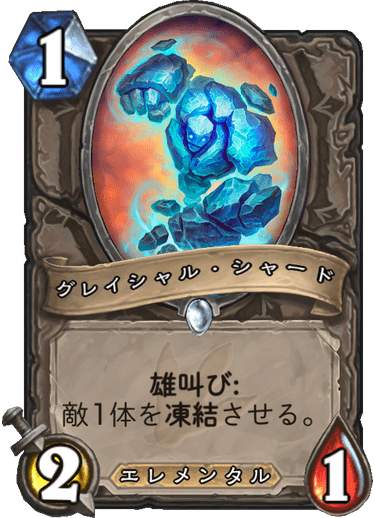 1
グレイシャル・シャード
雄叫び:
敵1体を凍結させる。
2
エレメンタル
1